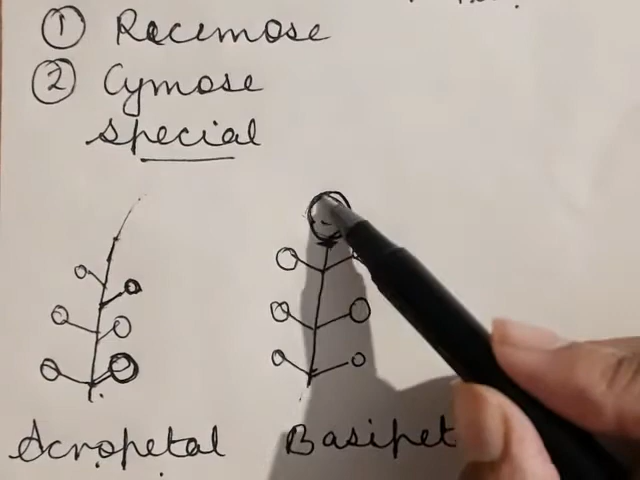 ① Racemose
② Cymose
special
Acropetal
Basipet